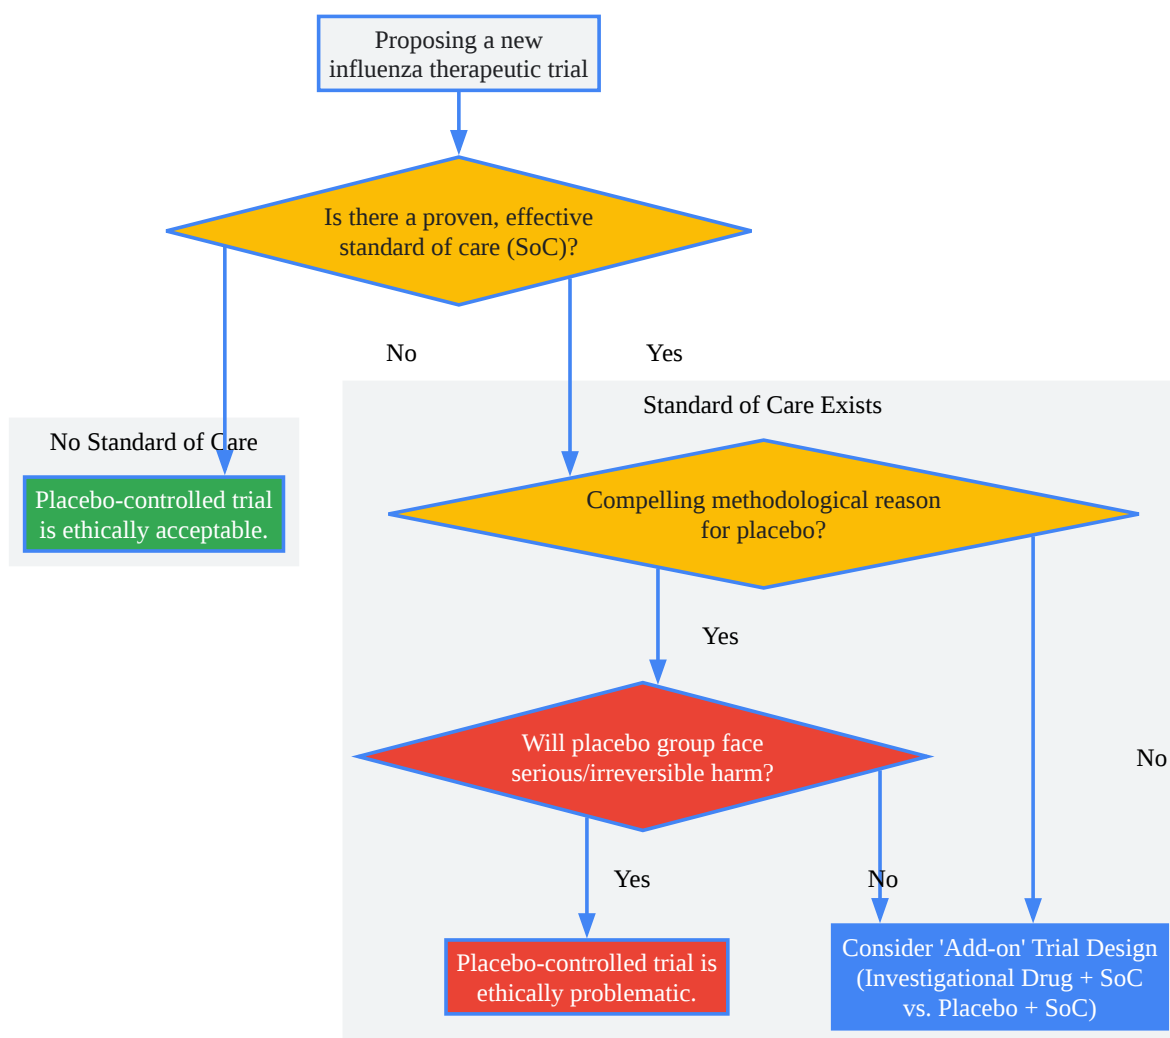 Proposing a new
influenza therapeutic trial
Is there a proven, effective
standard of care (SoC)?
No
Yes
Standard of Care Exists
No Standard of Care
Placebo-controlled trial
is ethically acceptable.
Compelling methodological reason
for placebo?
Yes
Will placebo group face
serious/irreversible harm?
No
Yes
No
Placebo-controlled trial is
ethically problematic.
Consider 'Add-on' Trial Design
(Investigational Drug + SoC
vs. Placebo + SoC)